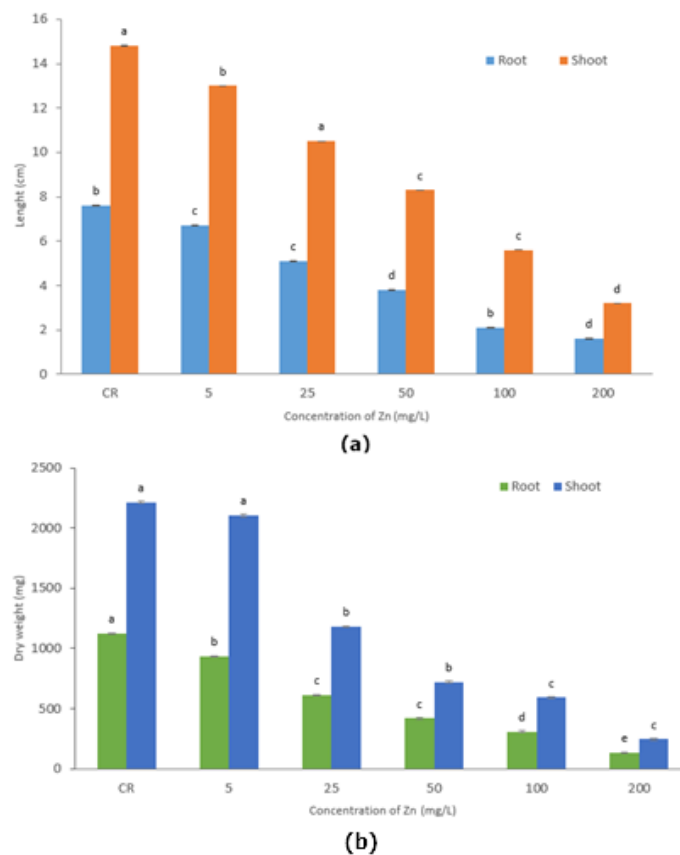 16
14
12
10
8
6
4
2
0
Lenght (cm)
Root Shoot
a
b
b
c
a
c
c
d
c
b
d
d
CR 5 25 50 100 200
Concentration of Zn (mg/L)
(a)
2500
2000
1500
1000
500
0
Dry weight (mg)
Root Shoot
a
a
a
b
b
c
b
c
c
d
c
e
CR 5 25 50 100 200
Concentration of Zn (mg/L)
(b)